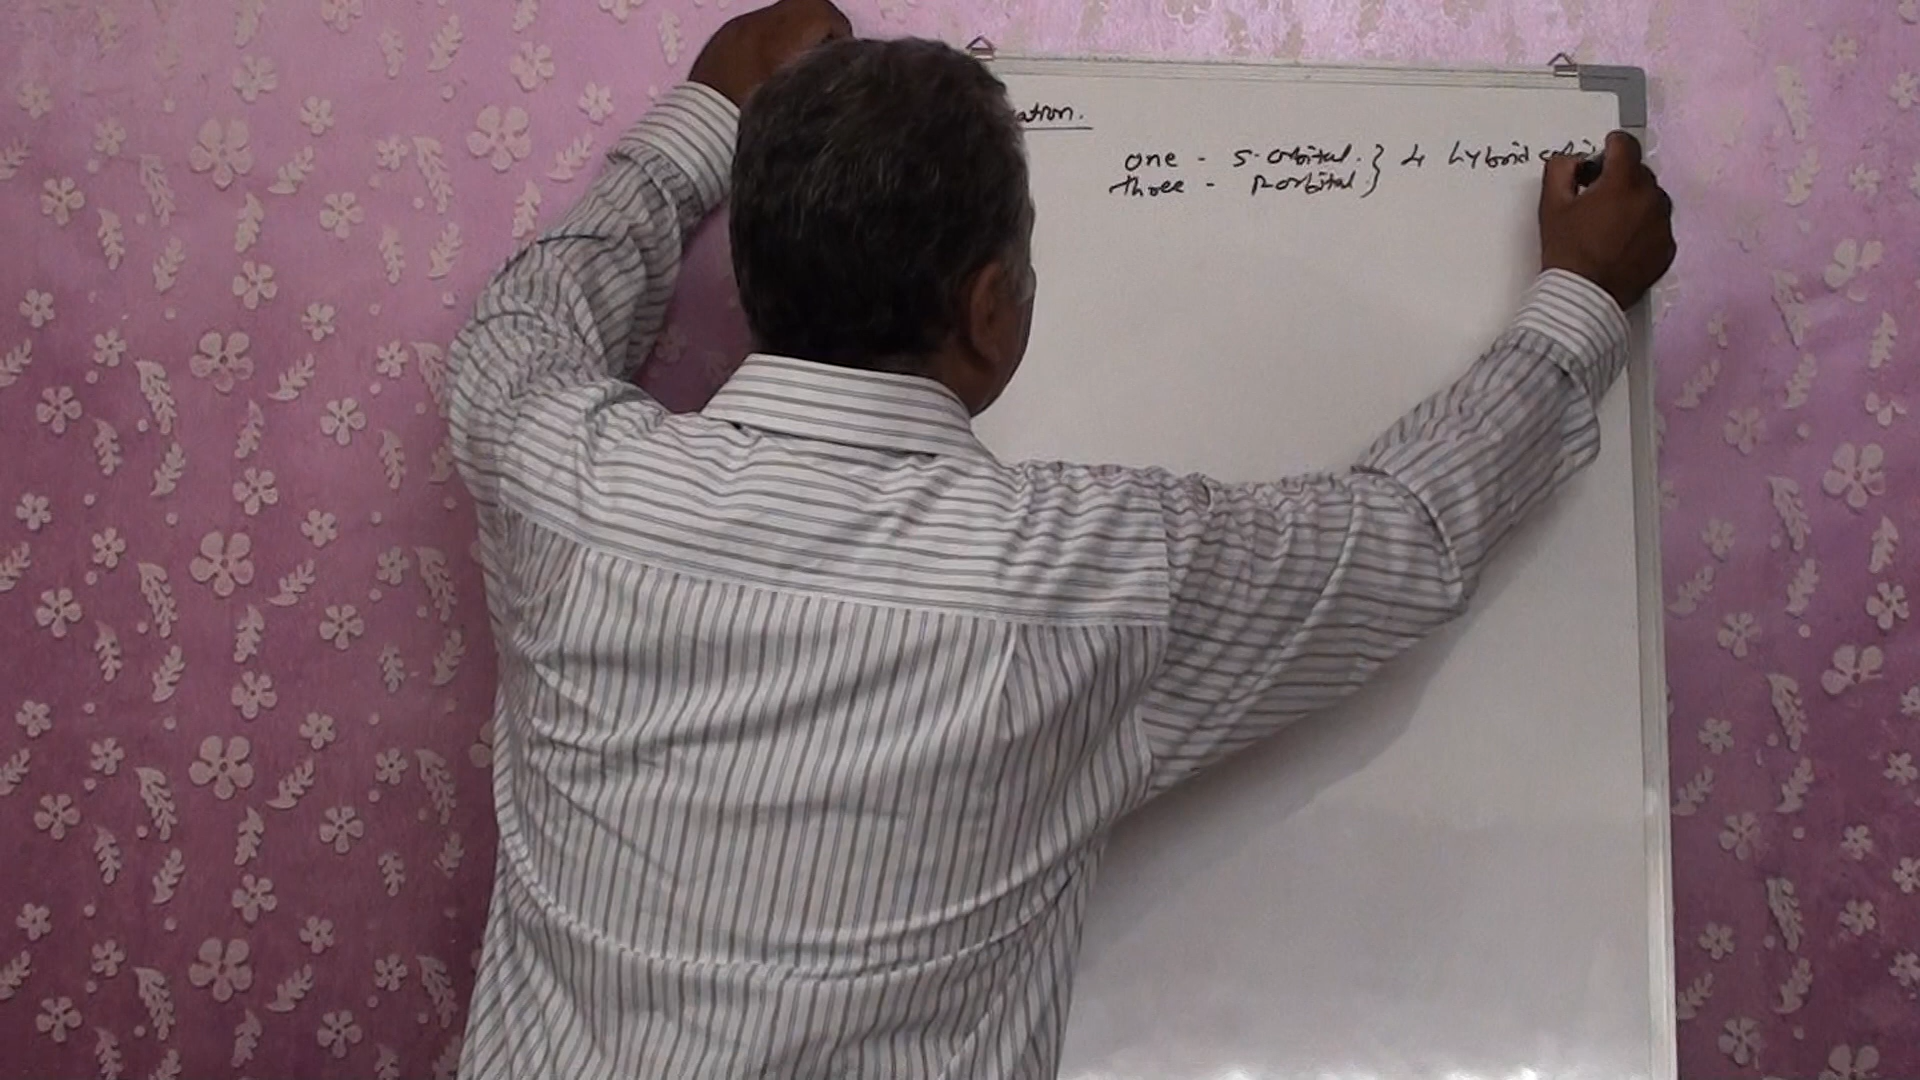 ation.
one - s-orbital. } 4 hybrid orbi
three - p-orbital. }